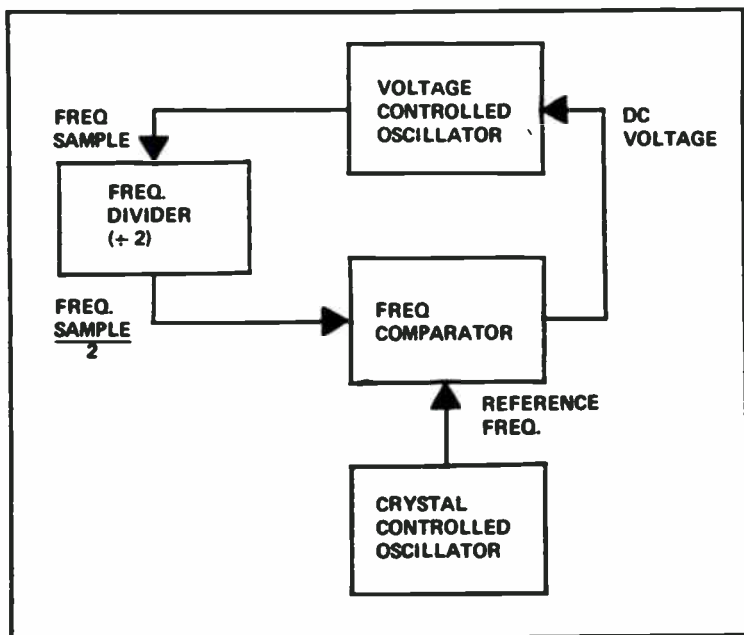 VOLTAGE
CONTROLLED
OSCILLATOR
DC
VOLTAGE
FREQ
SAMPLE
FREQ.
DIVIDER
(÷ 2)
FREQ.
SAMPLE
2
FREQ
COMPARATOR
REFERENCE
FREQ.
CRYSTAL
CONTROLLED
OSCILLATOR